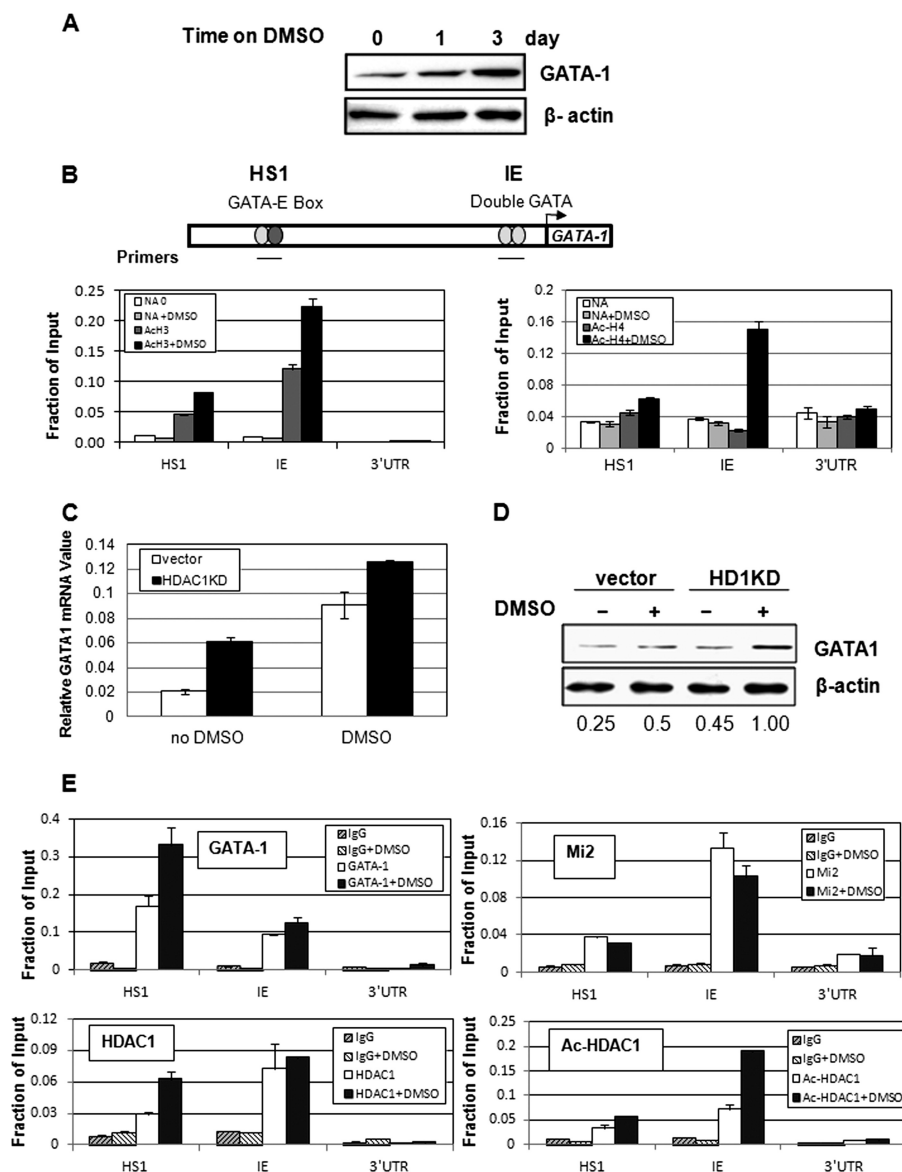 A
Time on DMSO 0 1 3 day
GATA-1
β- actin
B
HS1 IE
GATA-E Box Double GATA
GATA-1
Primers
Fraction of Input
0.25
0.20
0.15
0.10
0.05
0.00
NA 0
NA +DMSO
AcH3
AcH3+DMSO
HS1 IE 3'UTR
Fraction of Input
0.2
0.16
0.12
0.08
0.04
0
NA
NA+DMSO
Ac-H4
Ac-H4+DMSO
HS1 IE 3'UTR
C
Relative GATA1 mRNA Value
0.14
0.12
0.1
0.08
0.06
0.04
0.02
0
vector
HDAC1KD
no DMSO DMSO
D
vector HD1KD
DMSO – + – +
GATA1
β-actin
0.25 0.5 0.45 1.00
E
Fraction of Input
0.4
0.3
0.2
0.1
0
GATA-1
IgG
IgG+DMSO
GATA-1
GATA-1+DMSO
HS1 IE 3'UTR
Fraction of Input
0.16
0.12
0.08
0.04
0
Mi2
IgG
IgG+DMSO
Mi2
Mi2+DMSO
HS1 IE 3'UTR
Fraction of Input
0.12
0.09
0.06
0.03
0
HDAC1
IgG
IgG+DMSO
HDAC1
HDAC1+DMSO
HS1 IE 3'UTR
Fraction of Input
0.25
0.2
0.15
0.1
0.05
0
Ac-HDAC1
IgG
IgG+DMSO
Ac-HDAC1
Ac-HDAC1+DMSO
HS1 IE 3'UTR